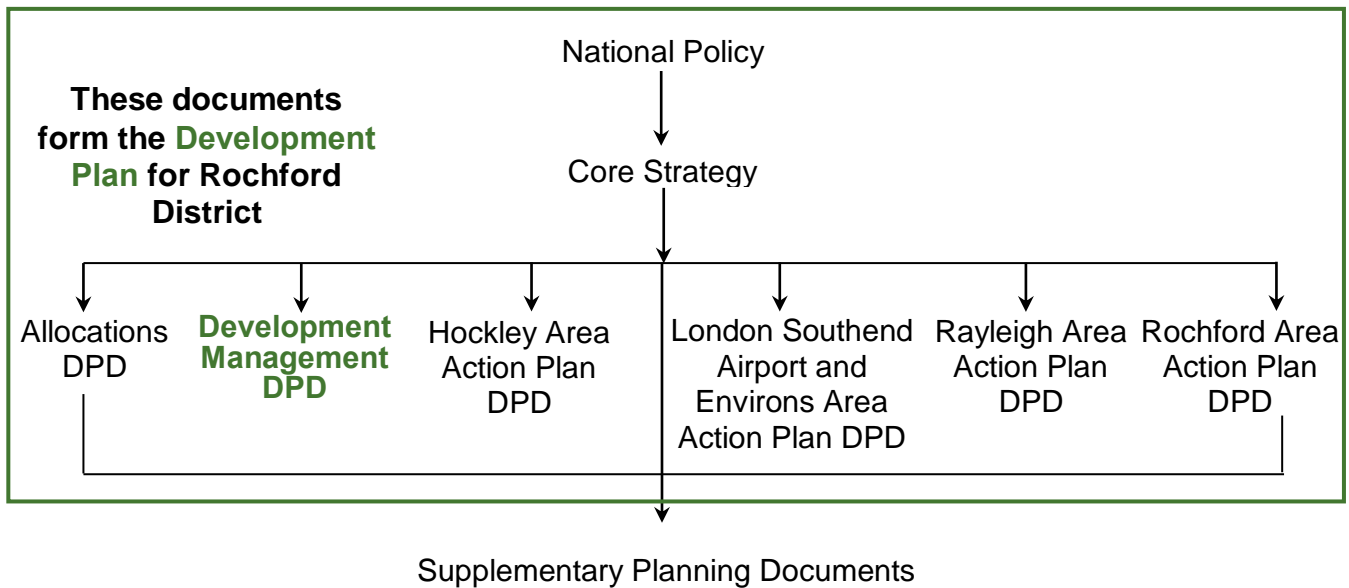 National Policy
These documents
form the Development
Plan for Rochford
District
Core Strategy
Allocations
DPD
Development
Management
DPD
Hockley Area
Action Plan
DPD
London Southend
Airport and
Environs Area
Action Plan DPD
Rayleigh Area
Action Plan
DPD
Rochford Area
Action Plan
DPD
Supplementary Planning Documents